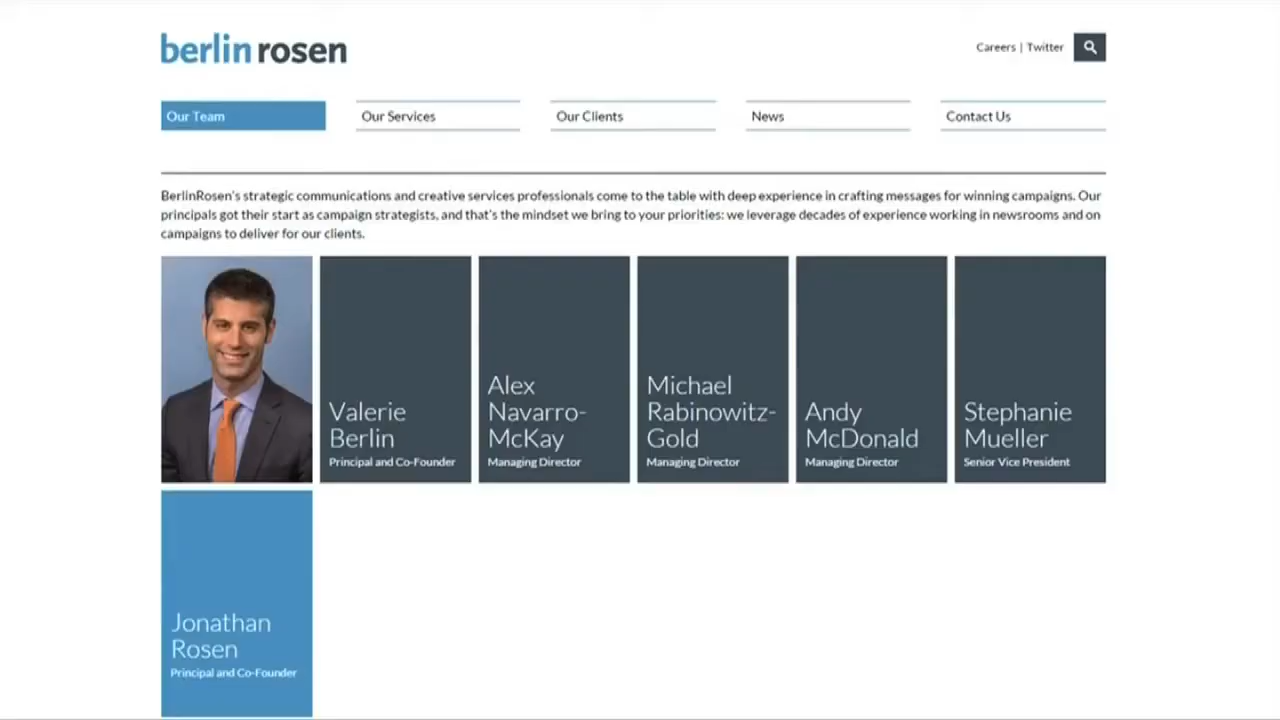 berlin rosen
Careers | Twitter
Our Team
Our Services
Our Clients
News
Contact Us
BerlinRosen's strategic communications and creative services professionals come to the table with deep experience in crafting messages for winning campaigns. Our
principals got their start as campaign strategists, and that's the mindset we bring to your priorities: we leverage decades of experience working in newsrooms and on
campaigns to deliver for our clients.
Valerie
Berlin
Principal and Co-Founder
Alex
Navarro-
McKay
Managing Director
Michael
Rabinowitz-
Gold
Managing Director
Andy
McDonald
Managing Director
Stephanie
Mueller
Senior Vice President
Jonathan
Rosen
Principal and Co-Founder